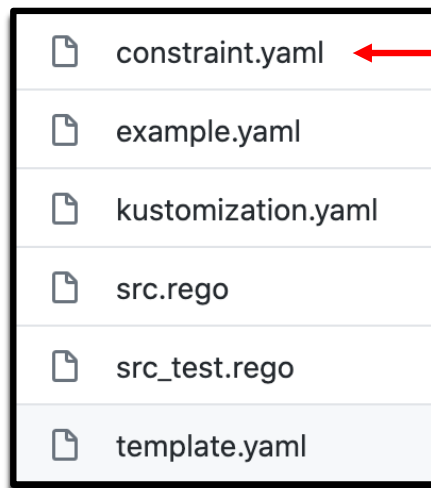 constraint.yaml
example.yaml
kustomization.yaml
src.rego
src_test.rego
template.yaml